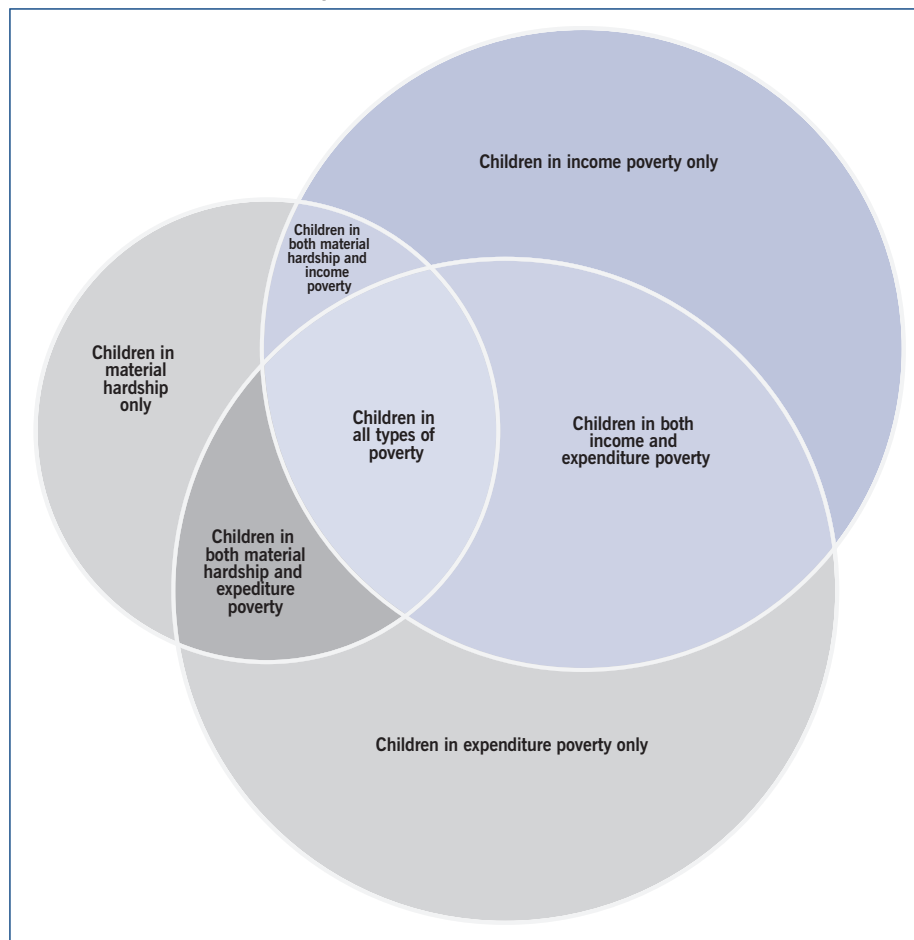 Children in income poverty only
Children in
both material
hardship and
income
poverty
Children in
material
hardship
only
Children in
all types of
poverty
Children in both
income and
expenditure poverty
Children in
both material
hardship and
expediture
poverty
Children in expenditure poverty only